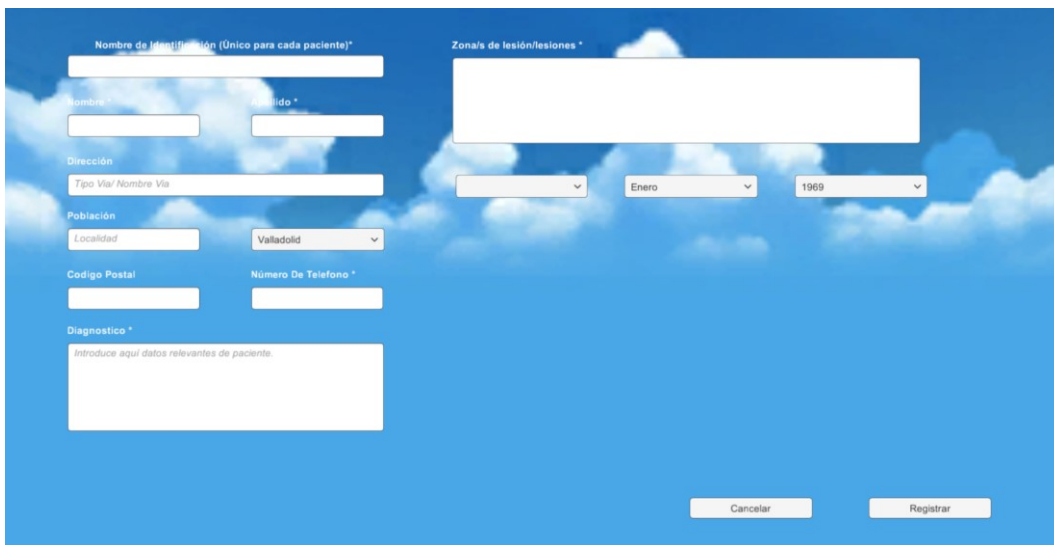 Nombre de Identificación (Único para cada paciente)*
Nombre * Apellido *
Dirección
Tipo Via/ Nombre Via
Población
Localidad Valladolid
Codigo Postal Número De Telefono *
Diagnostico *
Introduce aquí datos relevantes de paciente.
Zona/s de lesión/lesiones *
Enero 1969
Cancelar Registrar